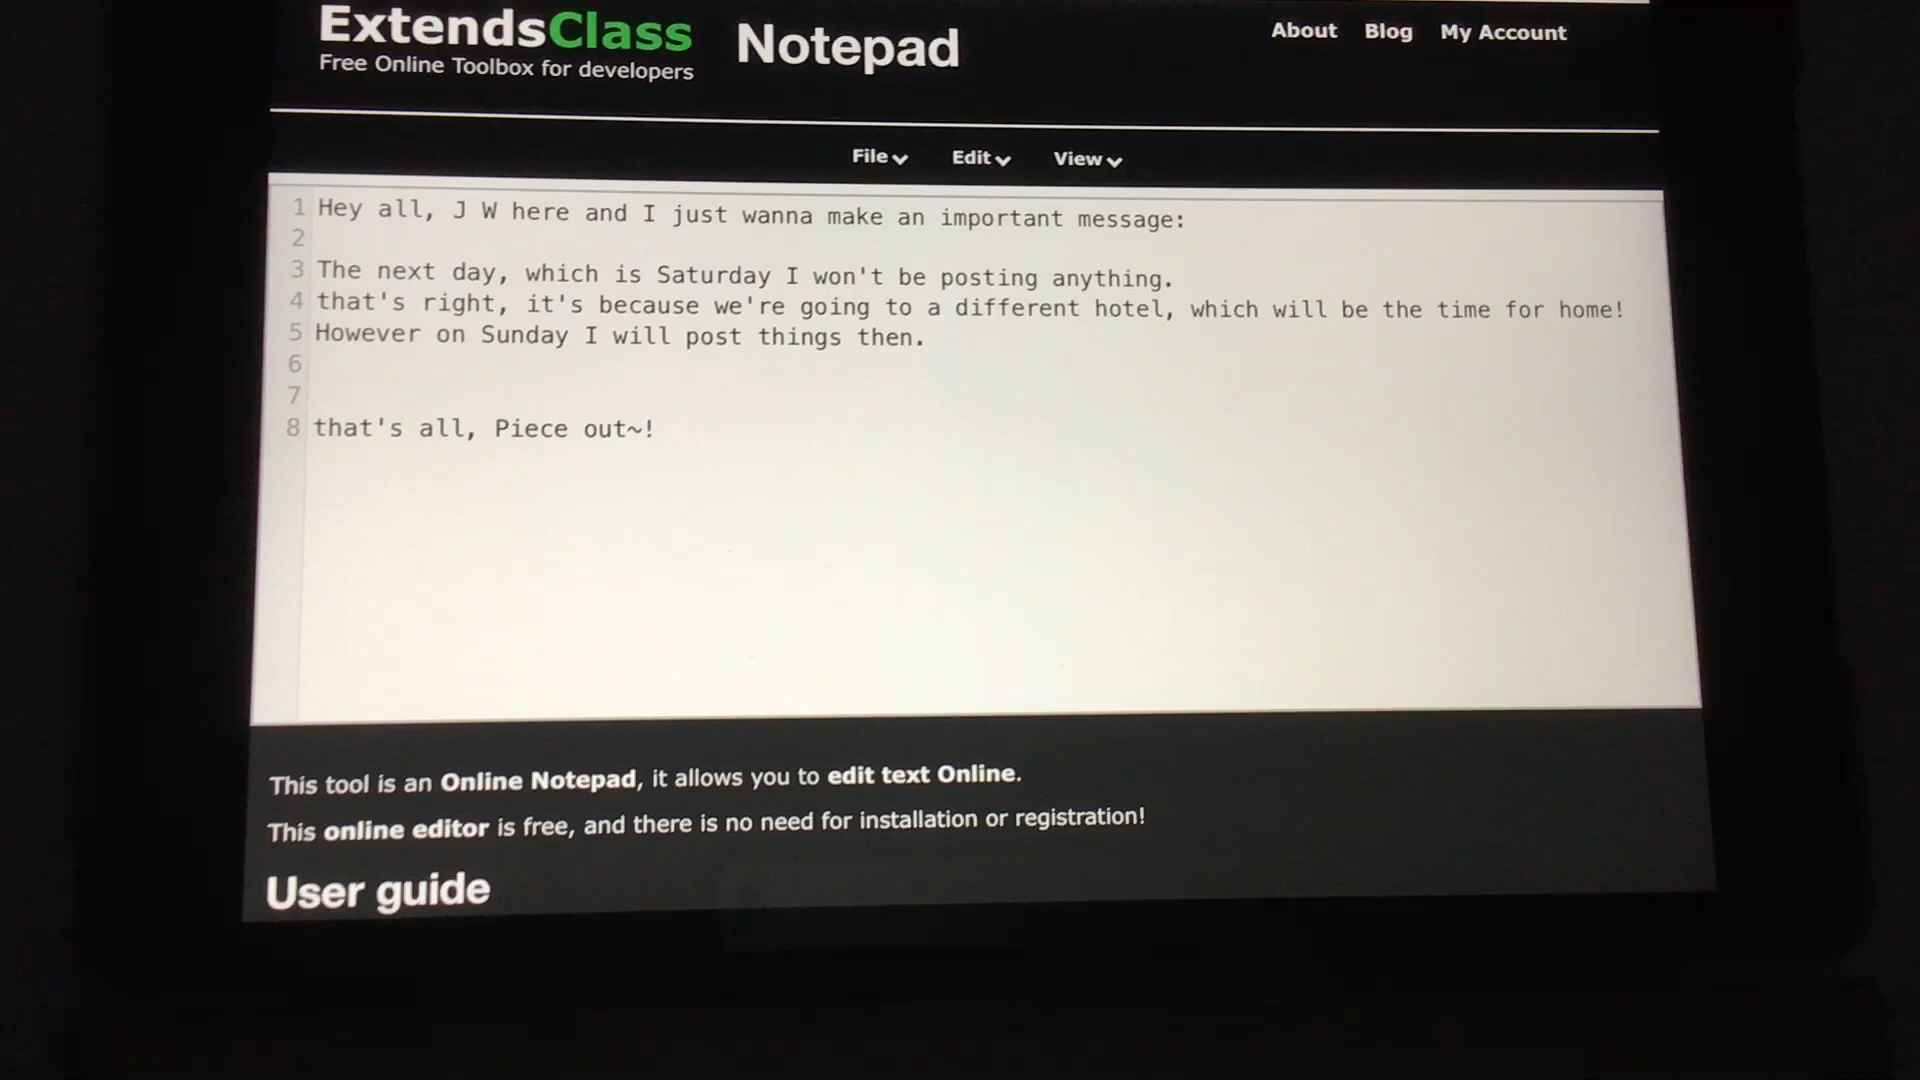 ExtendsClass
Free Online Toolbox for developers
Notepad
About Blog My Account
File Edit View
1 Hey all, J W here and I just wanna make an important message:
2
3 The next day, which is Saturday I won't be posting anything.
4 that's right, it's because we're going to a different hotel, which will be the time for home!
5 However on Sunday I will post things then.
6
7
8 that's all, Piece out~!
This tool is an Online Notepad, it allows you to edit text Online.
This online editor is free, and there is no need for installation or registration!
User guide